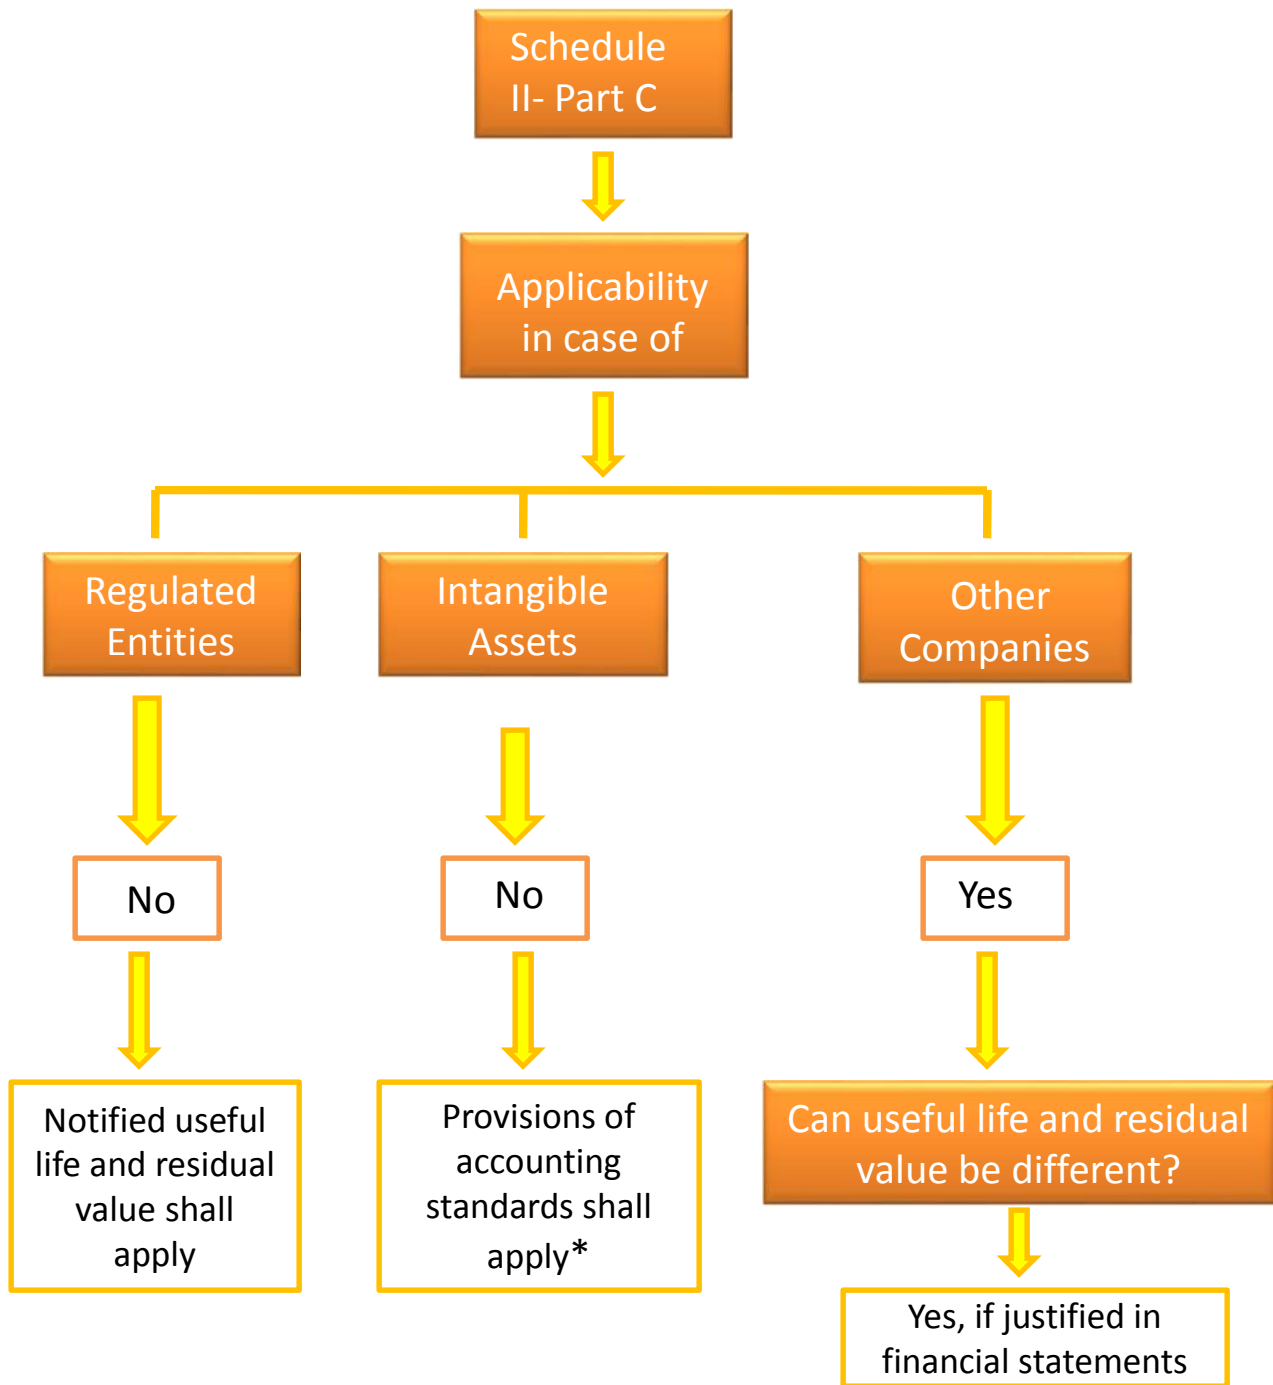 Schedule
II- Part C
Applicability
in case of
Regulated
Entities
Intangible
Assets
Other
Companies
No
No
Yes
Notified useful
life and residual
value shall
apply
Provisions of
accounting
standards shall
apply*
Can useful life and residual
value be different?
Yes, if justified in
financial statements